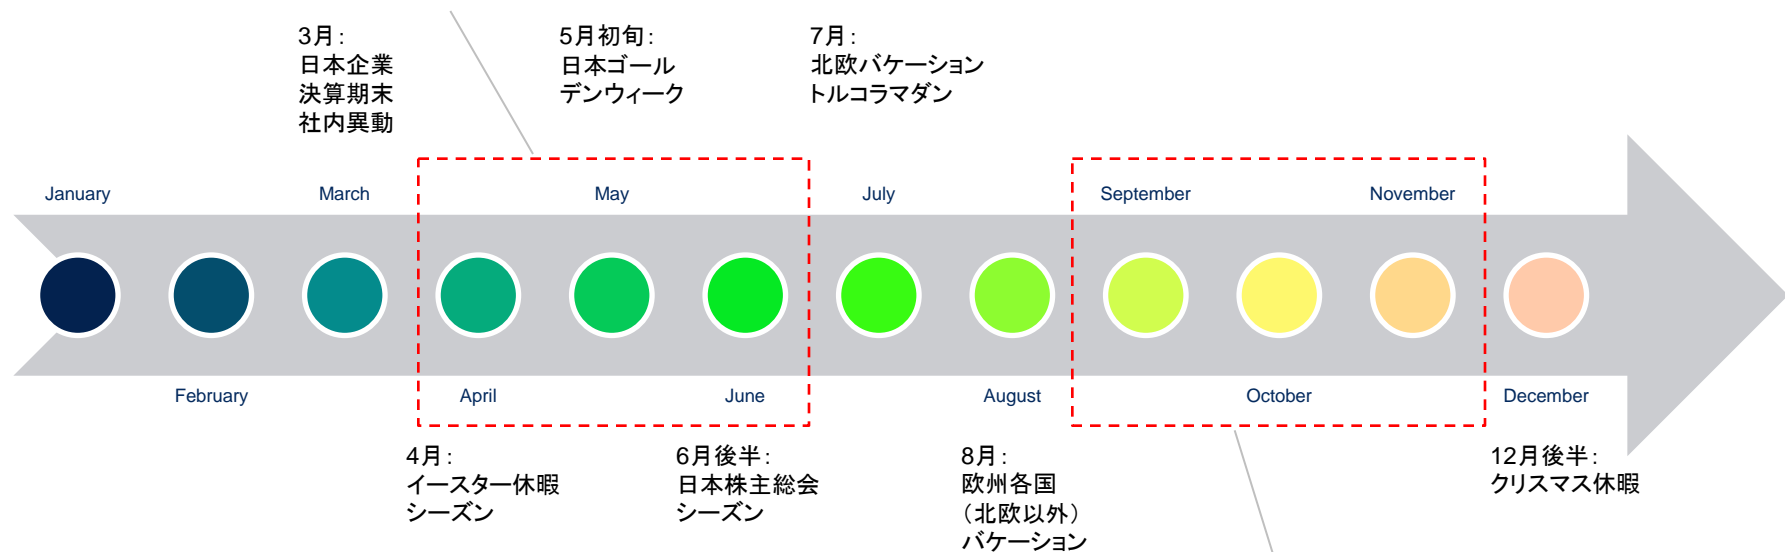 3月：
日本企業
決算期末
社内異動
5月初旬：
日本ゴール
デンウィーク
7月：
北欧バケーション
トルコラマダン
January
March
May
July
September
November
February
April
June
August
October
December
4月：
イースター休暇
シーズン
6月後半：
日本株主総会
シーズン
8月：
欧州各国
（北欧以外）
バケーション
12月後半：
クリスマス休暇